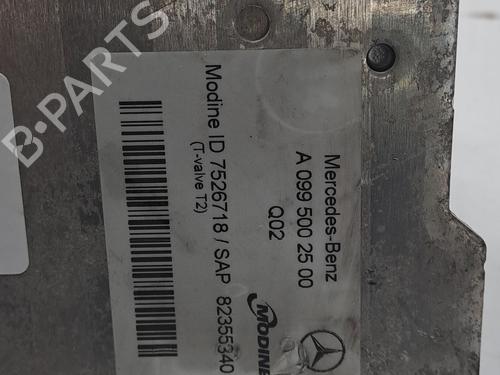 Mercedes-Benz
A 099 500 25 00
Q02
Modine ID 7526718 / SAP 82355340
(T-valve T2)
MODINE
B-PARTS